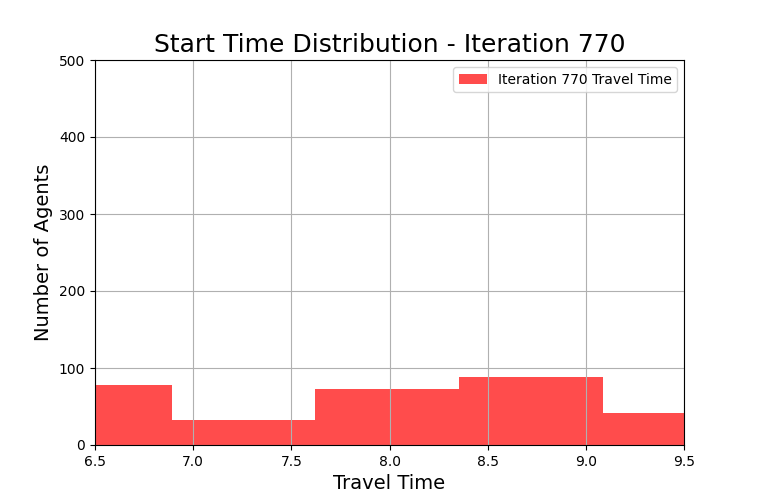 Start Time Distribution - Iteration 770
Iteration 770 Travel Time
Number of Agents
500
400
300
200
100
0
6.5 7.0 7.5 8.0 8.5 9.0 9.5
Travel Time